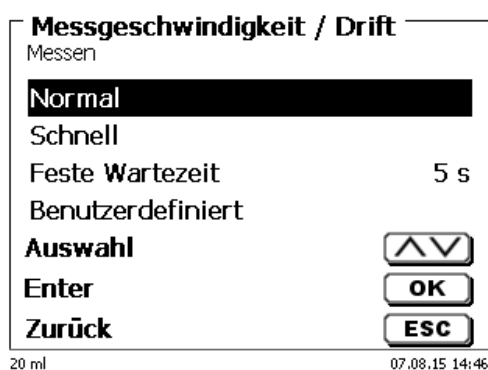 Messgeschwindigkeit / Drift
Messen
Normal
Schnell
Feste Wartezeit 5 s
Benutzerdefiniert
Auswahl
Enter OK
Zurück ESC
20 ml 07.08.15 14:46